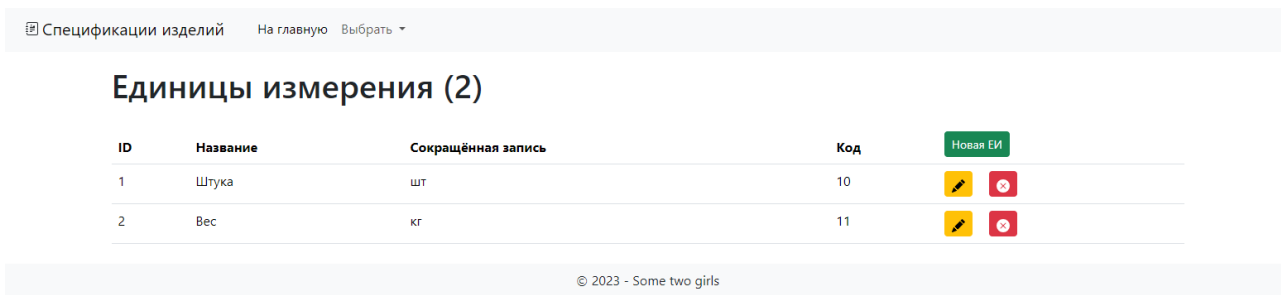 Спецификации изделий На главную Выбрать
Единицы измерения (2)
ID Название Сокращённая запись Код Новая ЕИ
1 Штука шт 10
2 Вес кг 11
© 2023 - Some two girls